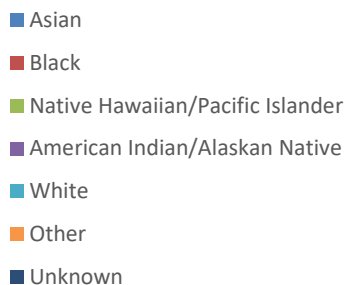 Asian
Black
Native Hawaiian/Pacific Islander
American Indian/Alaskan Native
White
Other
Unknown